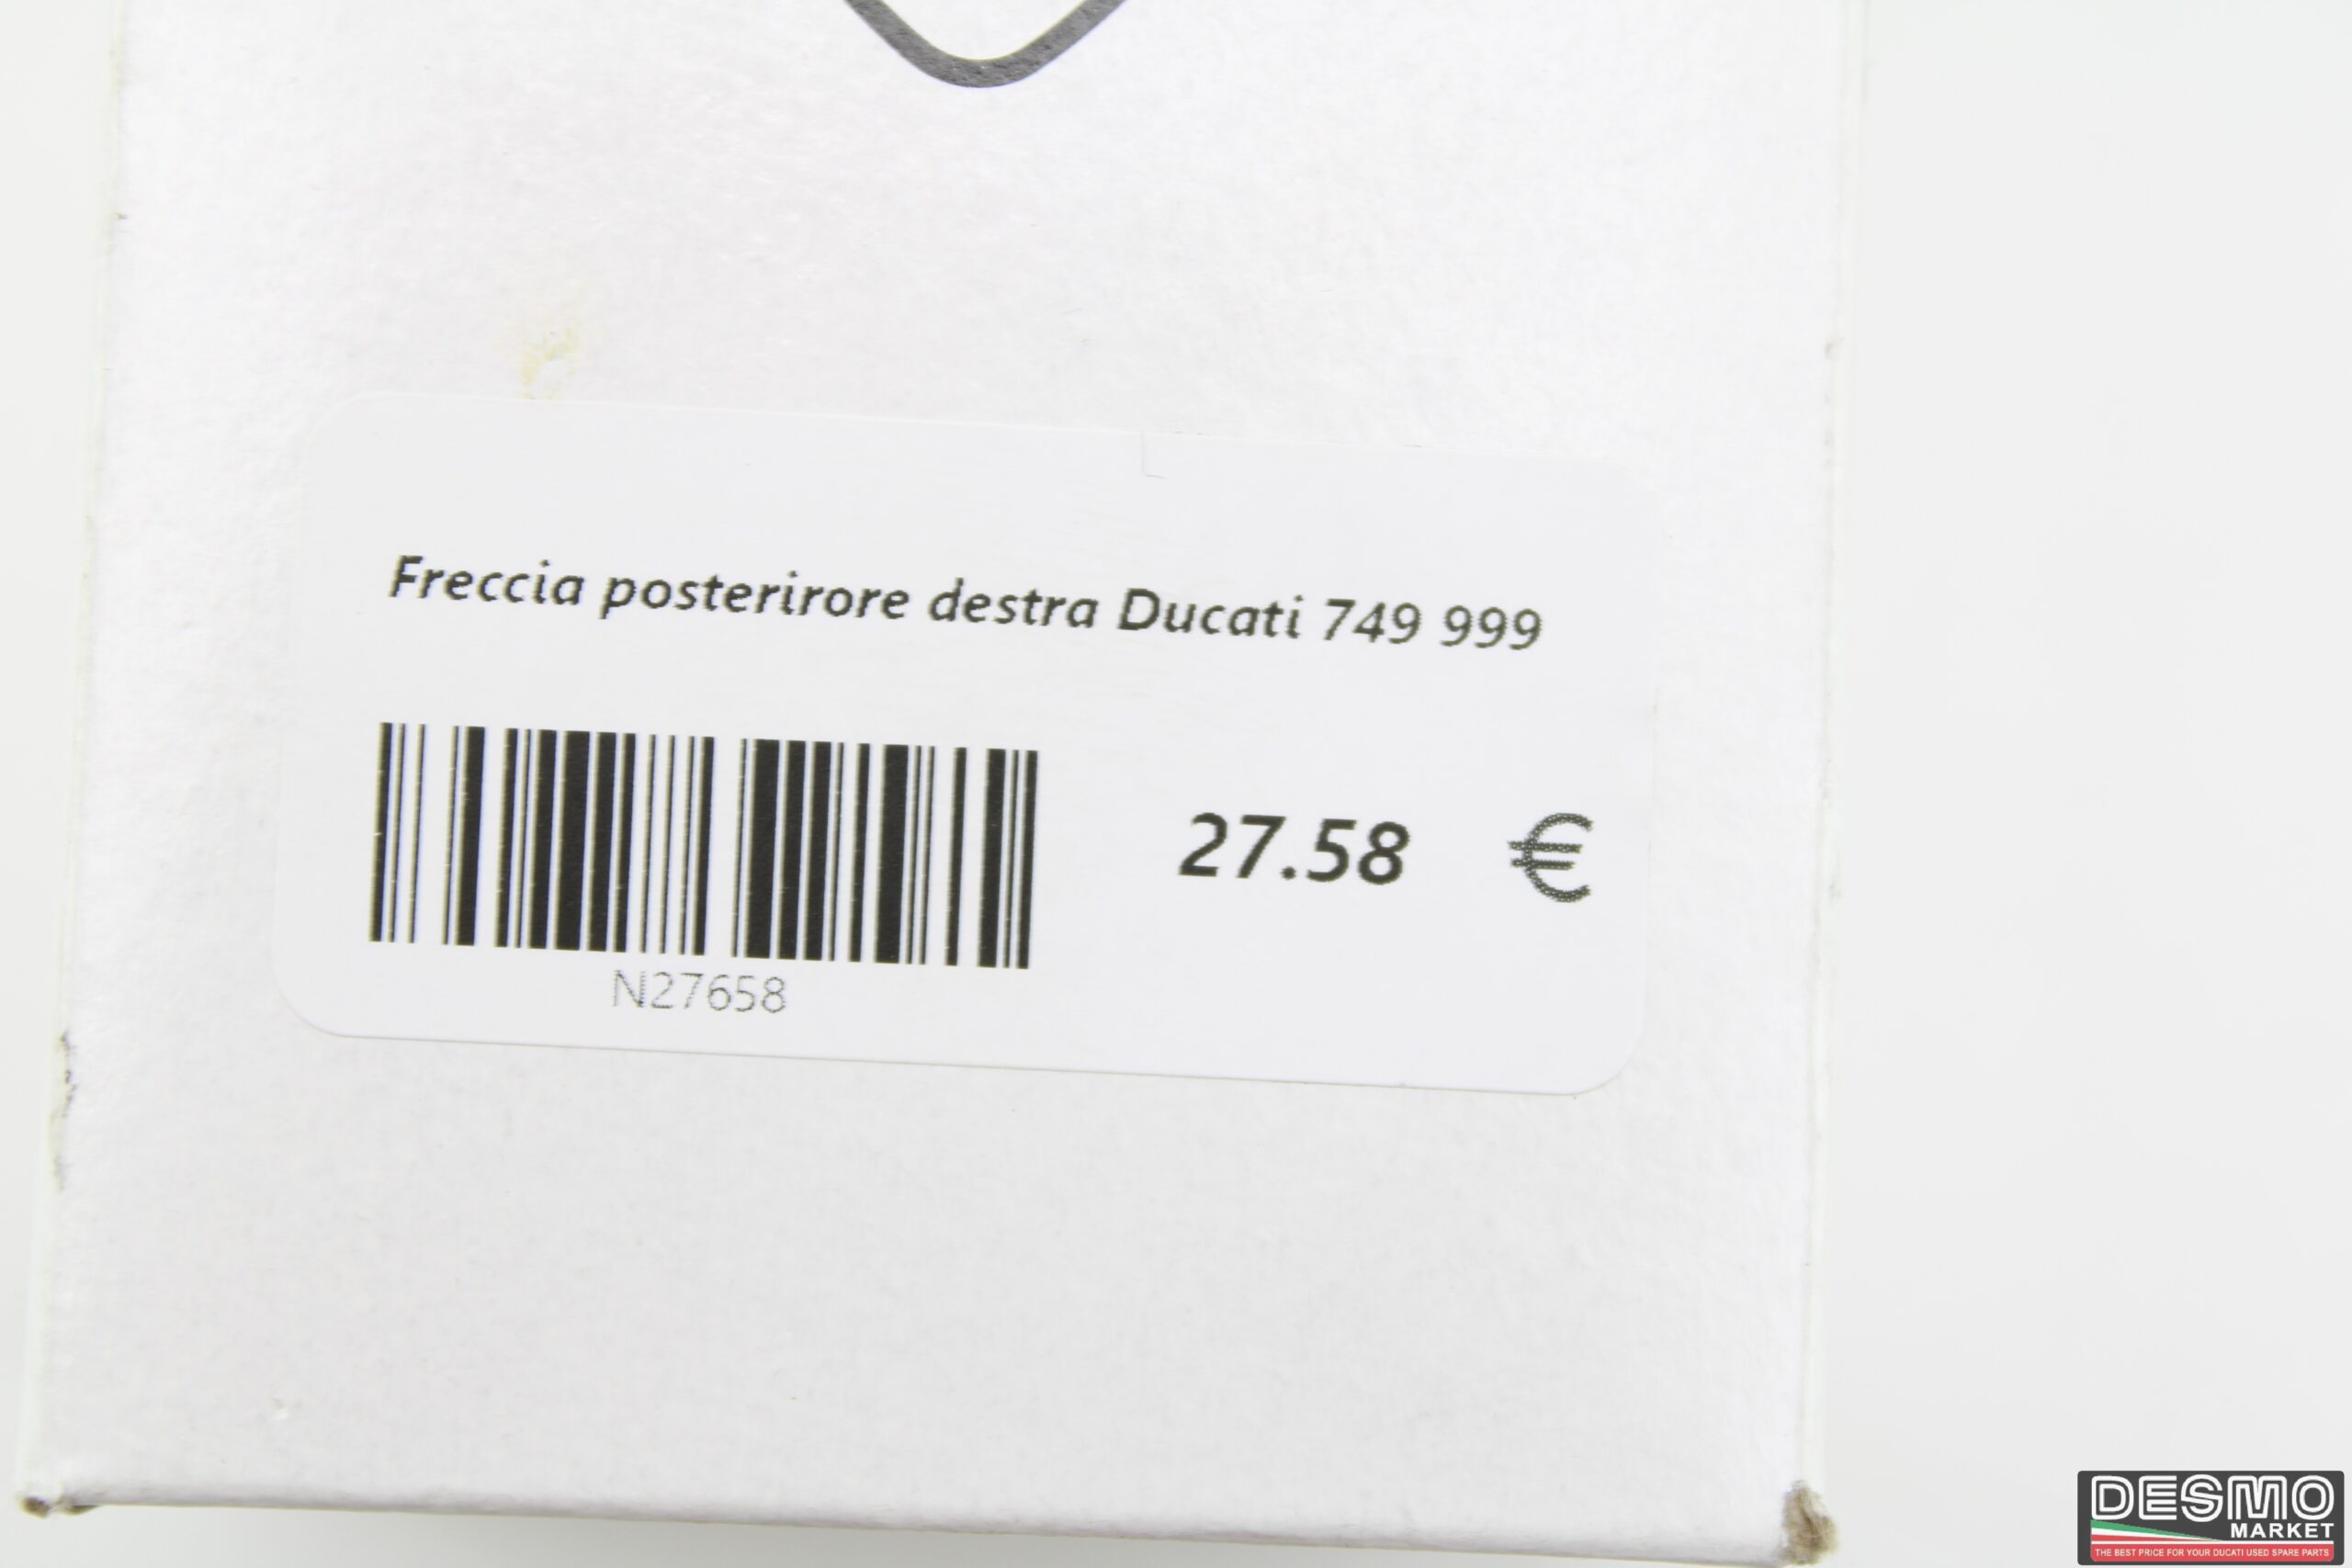 Freccia posterirore destra Ducati 749 999
27.58 €
N27658
DESMO
MARKET
THE BEST PRICE FOR YOUR DUCATI USED SPARE PARTS